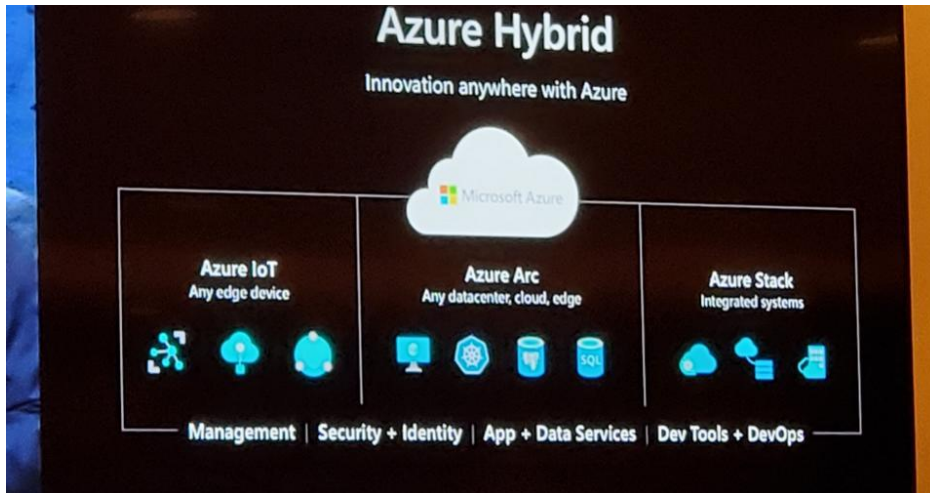 Azure Hybrid
Innovation anywhere with Azure
Microsoft Azure
Azure IoT
Any edge device
Azure Arc
Any datacenter, cloud, edge
Azure Stack
Integrated systems
SQL
Management | Security + Identity | App + Data Services | Dev Tools + DevOps